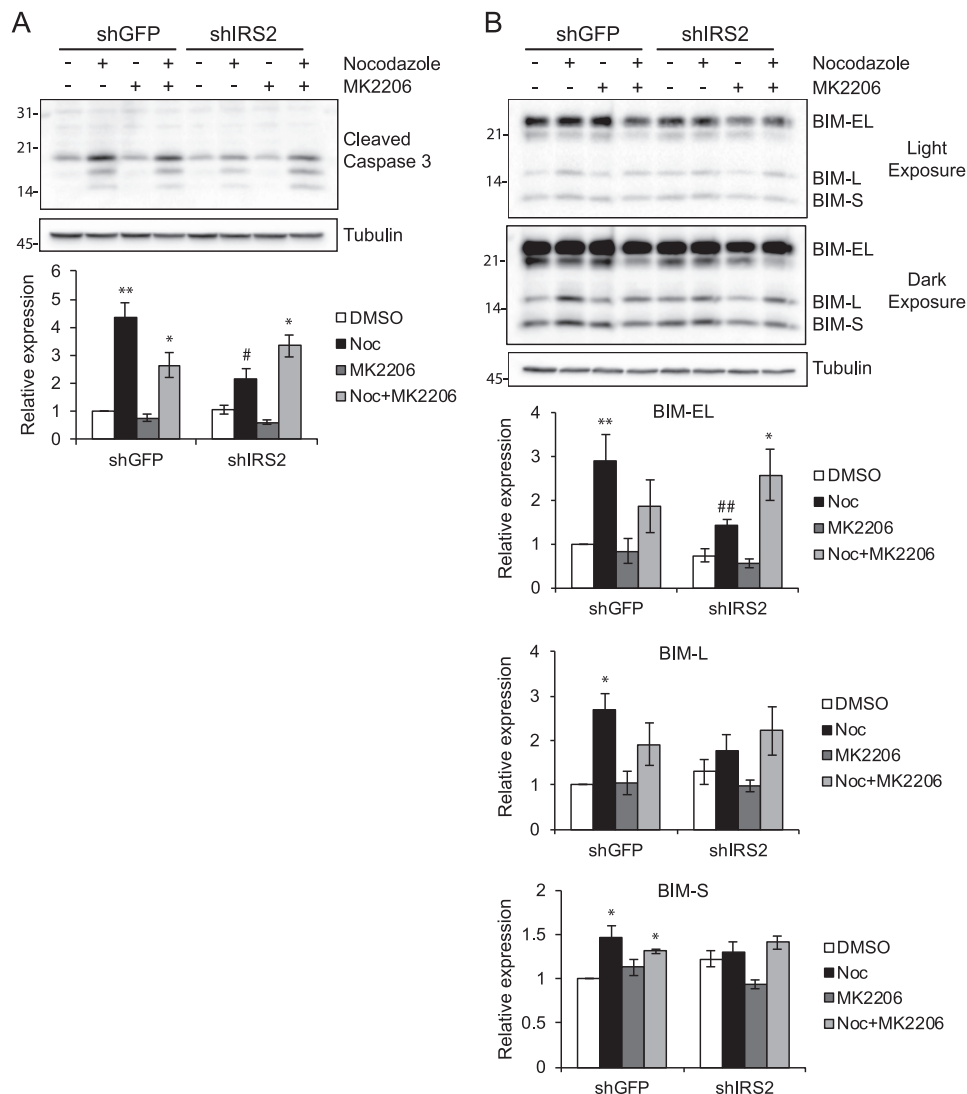 A
shGFP shIRS2
- + - + - + - + Nocodazole
- - + + - - + + MK2206
31-
21-
14-
Cleaved
Caspase 3
45-
Tubulin
Relative expression
6
5
4
3
2
1
0
**
*
#
*
DMSO
Noc
MK2206
Noc+MK2206
shGFP shIRS2
B
shGFP shIRS2
- + - + - + - + Nocodazole
- - + + - - + + MK2206
21-
14-
BIM-EL
BIM-L
BIM-S
Light
Exposure
21-
14-
BIM-EL
BIM-L
BIM-S
Dark
Exposure
45-
Tubulin
BIM-EL
Relative expression
4
3
2
1
0
**
##
*
DMSO
Noc
MK2206
Noc+MK2206
shGFP shIRS2
BIM-L
Relative expression
4
3
2
1
0
*
DMSO
Noc
MK2206
Noc+MK2206
shGFP shIRS2
BIM-S
Relative expression
2
1.5
1
0.5
0
*
*
DMSO
Noc
MK2206
Noc+MK2206
shGFP shIRS2